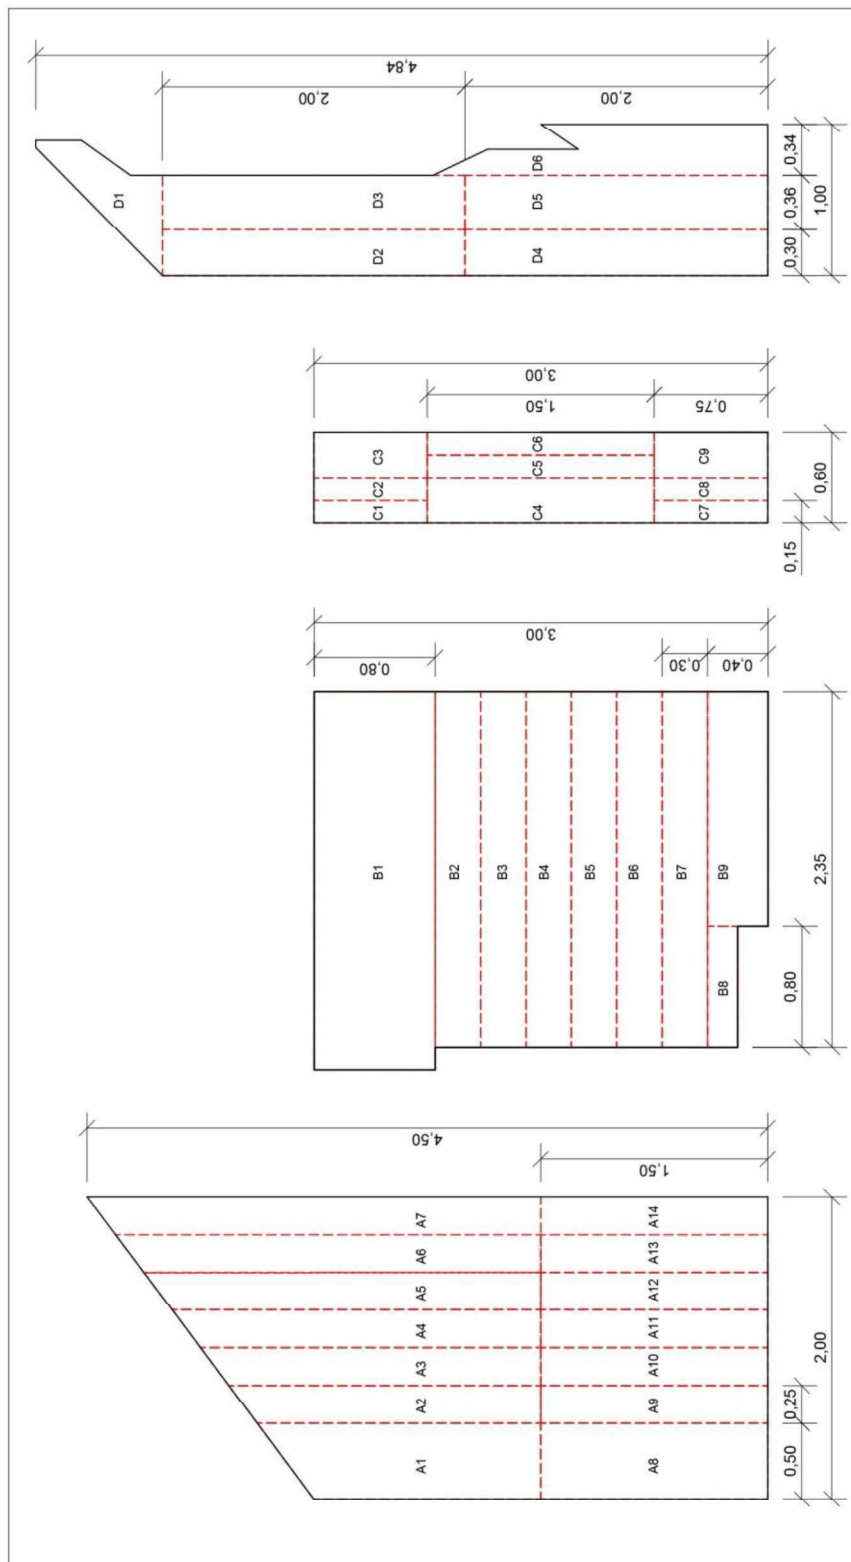 4,84
2,00
2,00
D1
D3
D6
D2
D5
D4
0,34
0,36
0,30
1,00
3,00
1,50
0,75
C3
C2
C1
C6
C5
C4
C9
C8
C7
0,60
0,15
3,00
0,80
0,30
0,40
B1
B2
B3
B4
B5
B6
B7
B9
B8
2,35
0,80
4,50
1,50
A7
A6
A5
A4
A3
A2
A1
A14
A13
A12
A11
A10
A9
A8
2,00
0,25
0,50